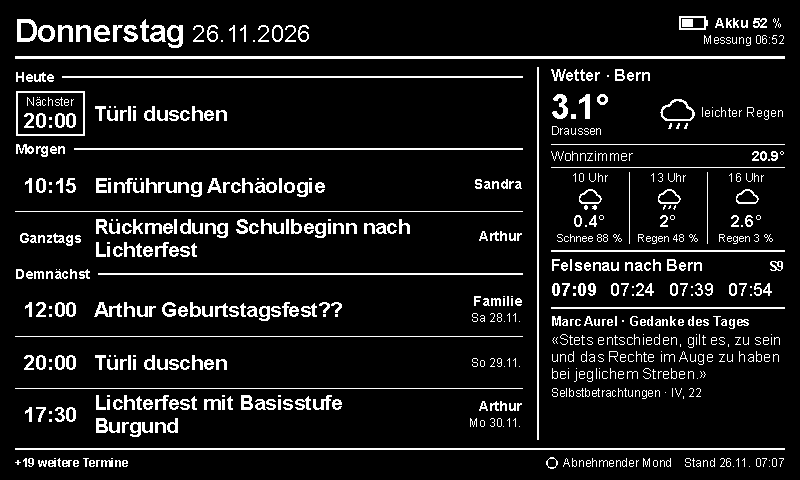 Donnerstag 26.11.2026
Akku 52 %
Messung 06:52
Heute
Nächster
20:00 Türli duschen
Morgen
10:15 Einführung Archäologie Sandra
Ganztags Rückmeldung Schulbeginn nach
Lichterfest Arthur
Demnächst
12:00 Arthur Geburtstagsfest?? Familie
Sa 28.11.
20:00 Türli duschen So 29.11.
17:30 Lichterfest mit Basisstufe
Burgund Arthur
Mo 30.11.
Wetter · Bern
3.1° leichter Regen
Draussen
Wohnzimmer 20.9°
10 Uhr 13 Uhr 16 Uhr
0.4° 2° 2.6°
Schnee 88 % Regen 48 % Regen 3 %
Felsenau nach Bern S9
07:09 07:24 07:39 07:54
Marc Aurel · Gedanke des Tages
«Stets entschieden, gilt es, zu sein
und das Rechte im Auge zu haben
bei jeglichem Streben.»
Selbstbetrachtungen · IV, 22
+19 weitere Termine
Abnehmender Mond Stand 26.11. 07:07